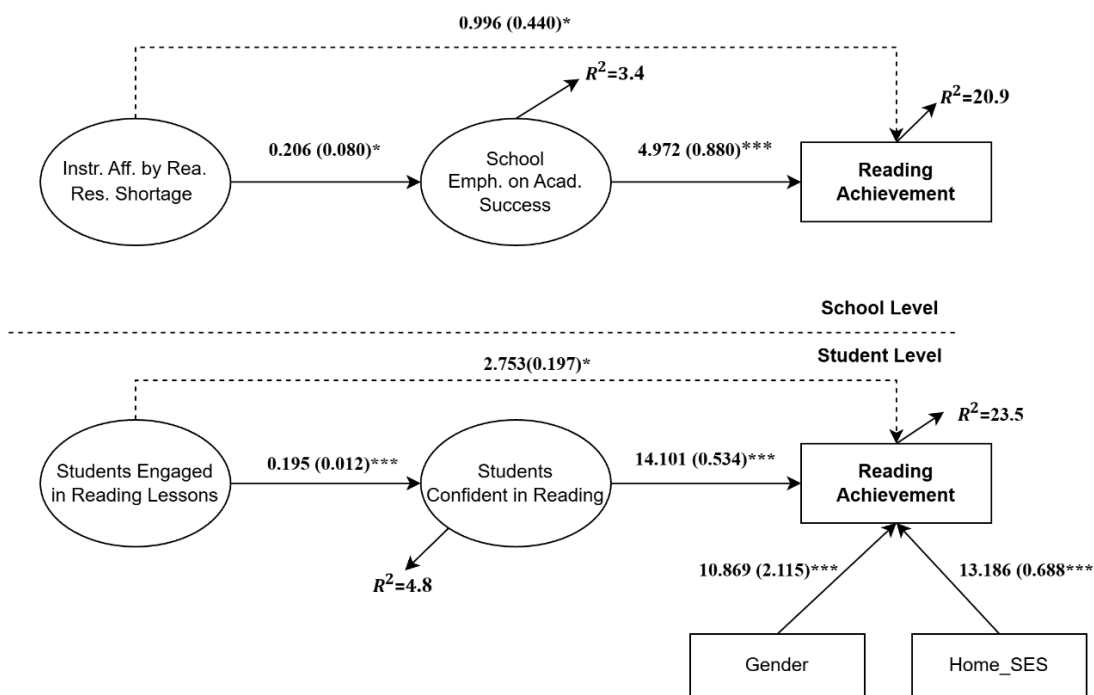 0.996 (0.440)*
R²=3.4
R²=20.9
Instr. Aff. by Rea.
Res. Shortage
0.206 (0.080)*
School
Emph. on Acad.
Success
4.972 (0.880)***
Reading
Achievement
School Level
Student Level
2.753(0.197)*
R²=23.5
Students Engaged
in Reading Lessons
0.195 (0.012)***
Students
Confident in Reading
14.101 (0.534)***
Reading
Achievement
R²=4.8
10.869 (2.115)***
13.186 (0.688***
Gender
Home_SES